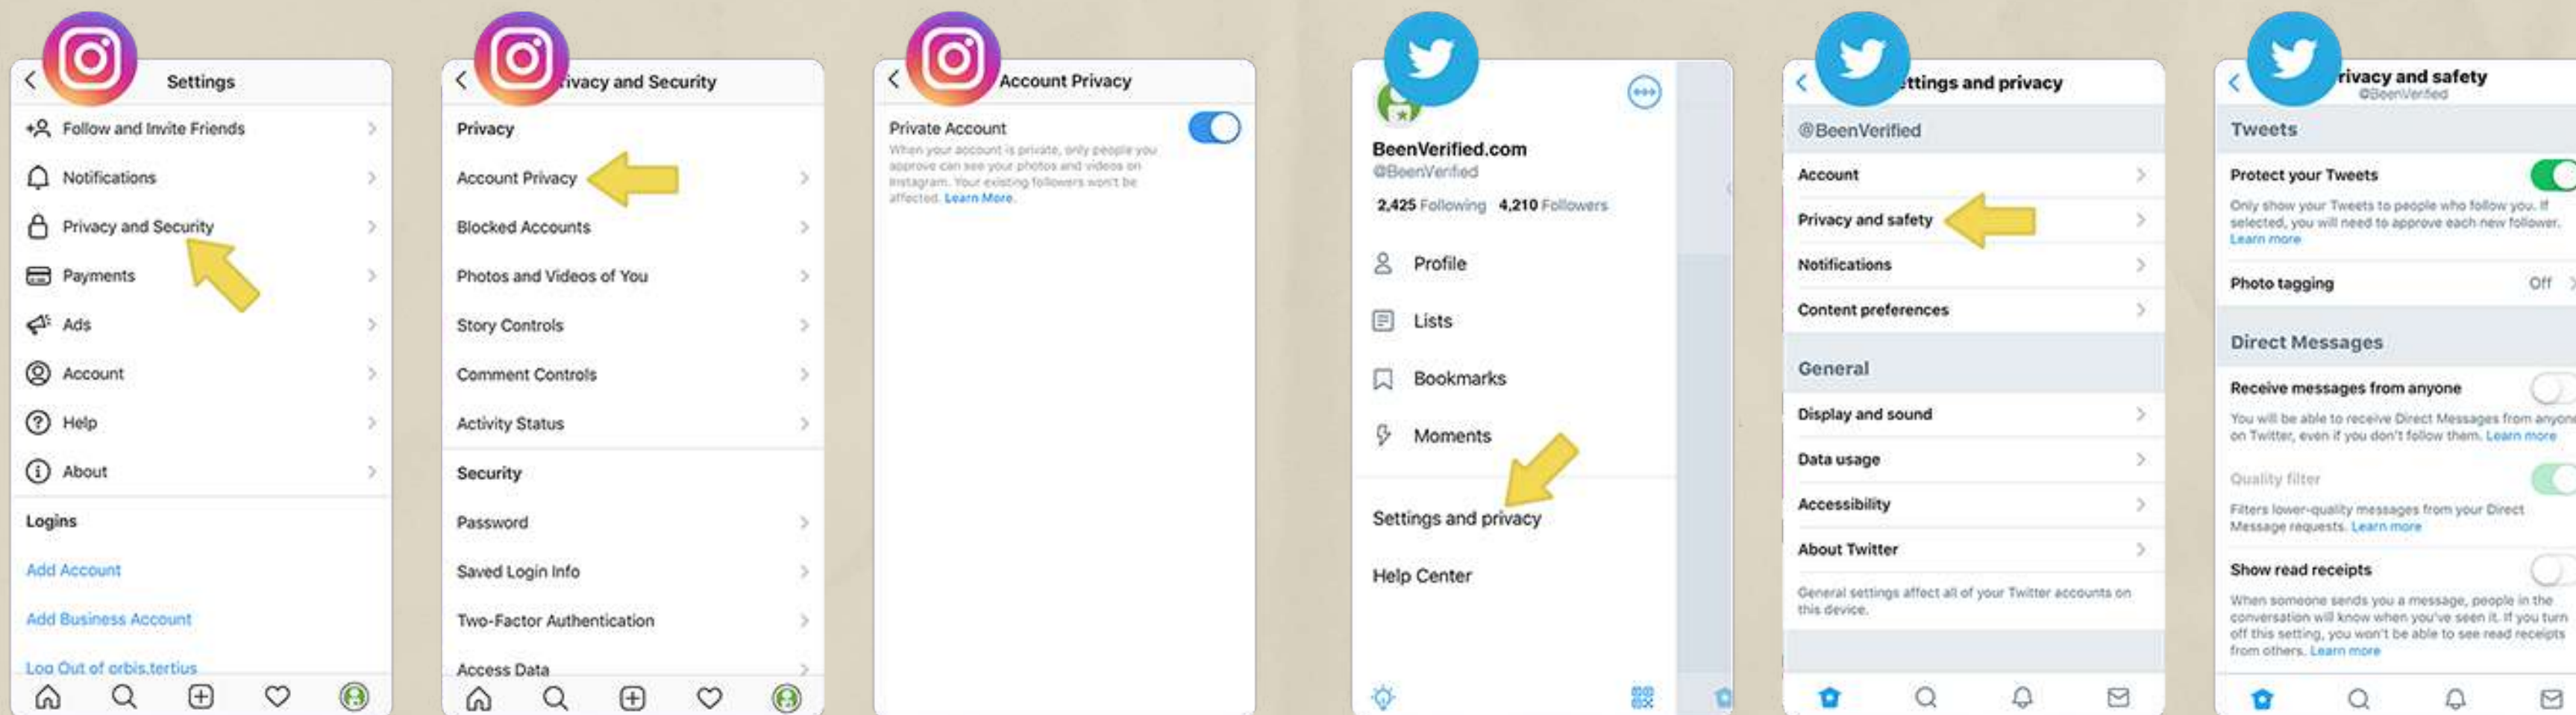 Settings
Follow and Invite Friends
Notifications
Privacy and Security
Payments
Ads
Account
Help
About
Logins
Add Account
Add Business Account
Log Out of orbis.tertius
ivacy and Security
Privacy
Account Privacy
Blocked Accounts
Photos and Videos of You
Story Controls
Comment Controls
Activity Status
Security
Password
Saved Login Info
Two-Factor Authentication
Access Data
Account Privacy
Private Account
When your account is private, only people you
approve can see your photos and videos on
Instagram. Your existing followers won't be
affected. Learn More.
BeenVerified.com
@BeenVerified
2,425 Following 4,210 Followers
Profile
Lists
Bookmarks
Moments
Settings and privacy
Help Center
ttings and privacy
@BeenVerified
Account
Privacy and safety
Notifications
Content preferences
General
Display and sound
Data usage
Accessibility
About Twitter
General settings affect all of your Twitter accounts on
this device.
rivacy and safety
@BeenVerified
Tweets
Protect your Tweets
Only show your Tweets to people who follow you. If
selected, you will need to approve each new follower.
Learn more
Photo tagging Off
Direct Messages
Receive messages from anyone
You will be able to receive Direct Messages from anyone
on Twitter, even if you don't follow them. Learn more
Quality filter
Filters lower-quality messages from your Direct
Message requests. Learn more
Show read receipts
When someone sends you a message, people in the
conversation will know when you've seen it. If you turn
off this setting, you won't be able to see read receipts
from others. Learn more